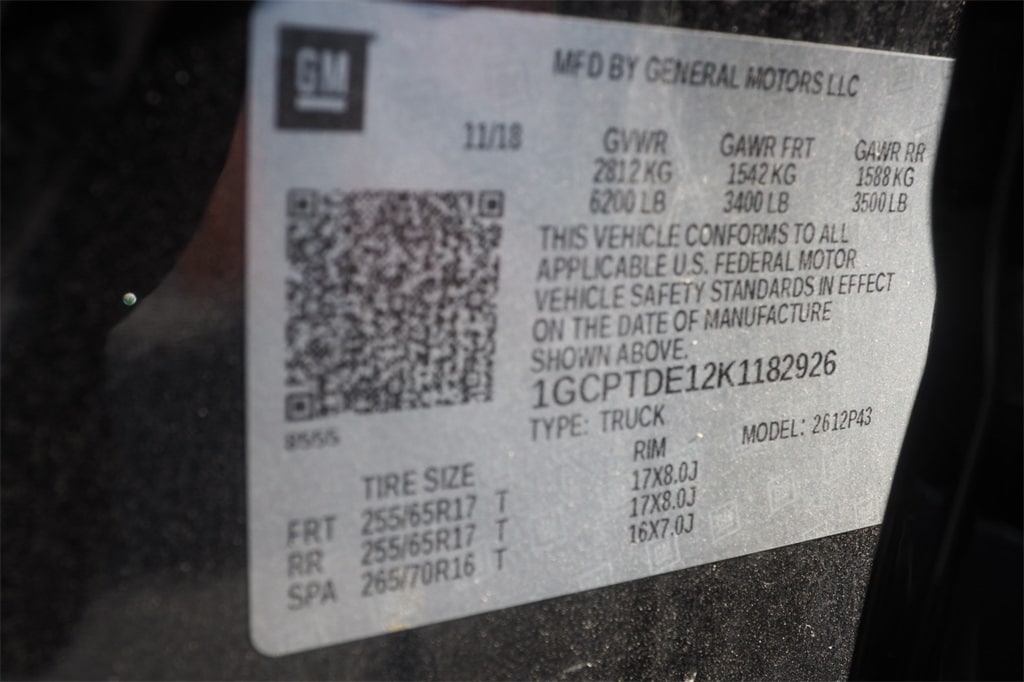 GM
MFD BY GENERAL MOTORS LLC
11/18
GVWR GAWR FRT GAWR RR
2812 KG 1542 KG 1588 KG
6200 LB 3400 LB 3500 LB
THIS VEHICLE CONFORMS TO ALL
APPLICABLE U.S. FEDERAL MOTOR
VEHICLE SAFETY STANDARDS IN EFFECT
ON THE DATE OF MANUFACTURE
SHOWN ABOVE.
1GCPTDE12K1182926
TYPE: TRUCK MODEL: 2612P43
TIRE SIZE RIM
FRT 255/65R17 T 17X8.0J
RR 255/65R17 T 17X8.0J
SPA 265/70R16 T 16X7.0J